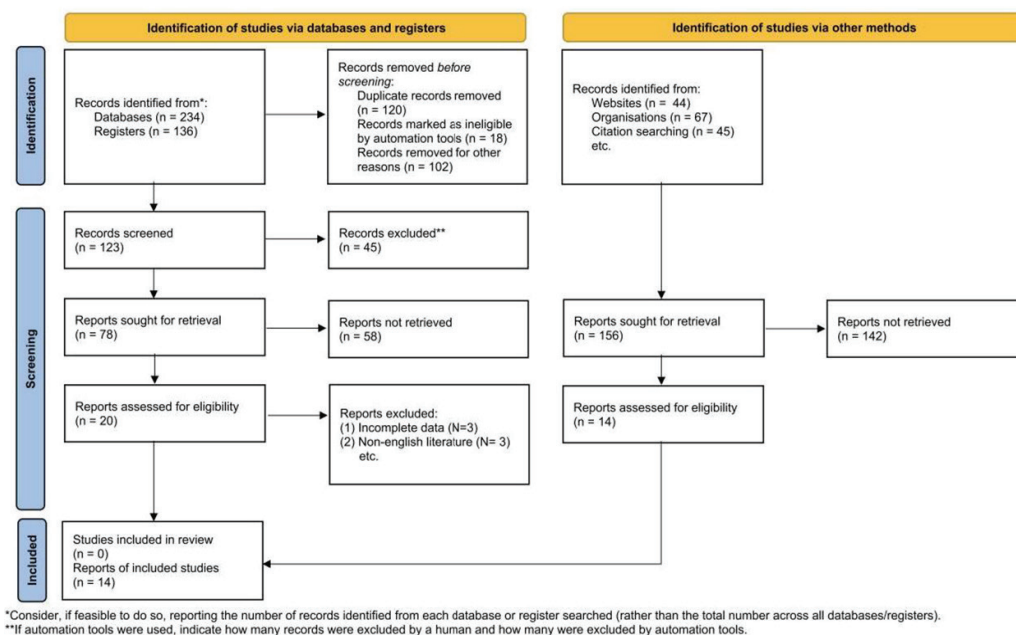 Identification of studies via databases and registers
Identification of studies via other methods
Identification
Records identified from*:
Databases (n = 234)
Registers (n = 136)
Records removed before
screening:
Duplicate records removed
(n = 120)
Records marked as ineligible
by automation tools (n = 18)
Records removed for other
reasons (n = 102)
Records identified from:
Websites (n = 44)
Organisations (n = 67)
Citation searching (n = 45)
etc.
Screening
Records screened
(n = 123)
Records excluded**
(n = 45)
Reports sought for retrieval
(n = 78)
Reports not retrieved
(n = 58)
Reports sought for retrieval
(n = 156)
Reports not retrieved
(n = 142)
Reports assessed for eligibility
(n = 20)
Reports excluded:
(1) Incomplete data (N=3)
(2) Non-english literature (N= 3)
etc.
Reports assessed for eligibility
(n = 14)
Included
Studies included in review
(n = 0)
Reports of included studies
(n = 14)
*Consider, if feasible to do so, reporting the number of records identified from each database or register searched (rather than the total number across all databases/registers).
**If automation tools were used, indicate how many records were excluded by a human and how many were excluded by automation tools.